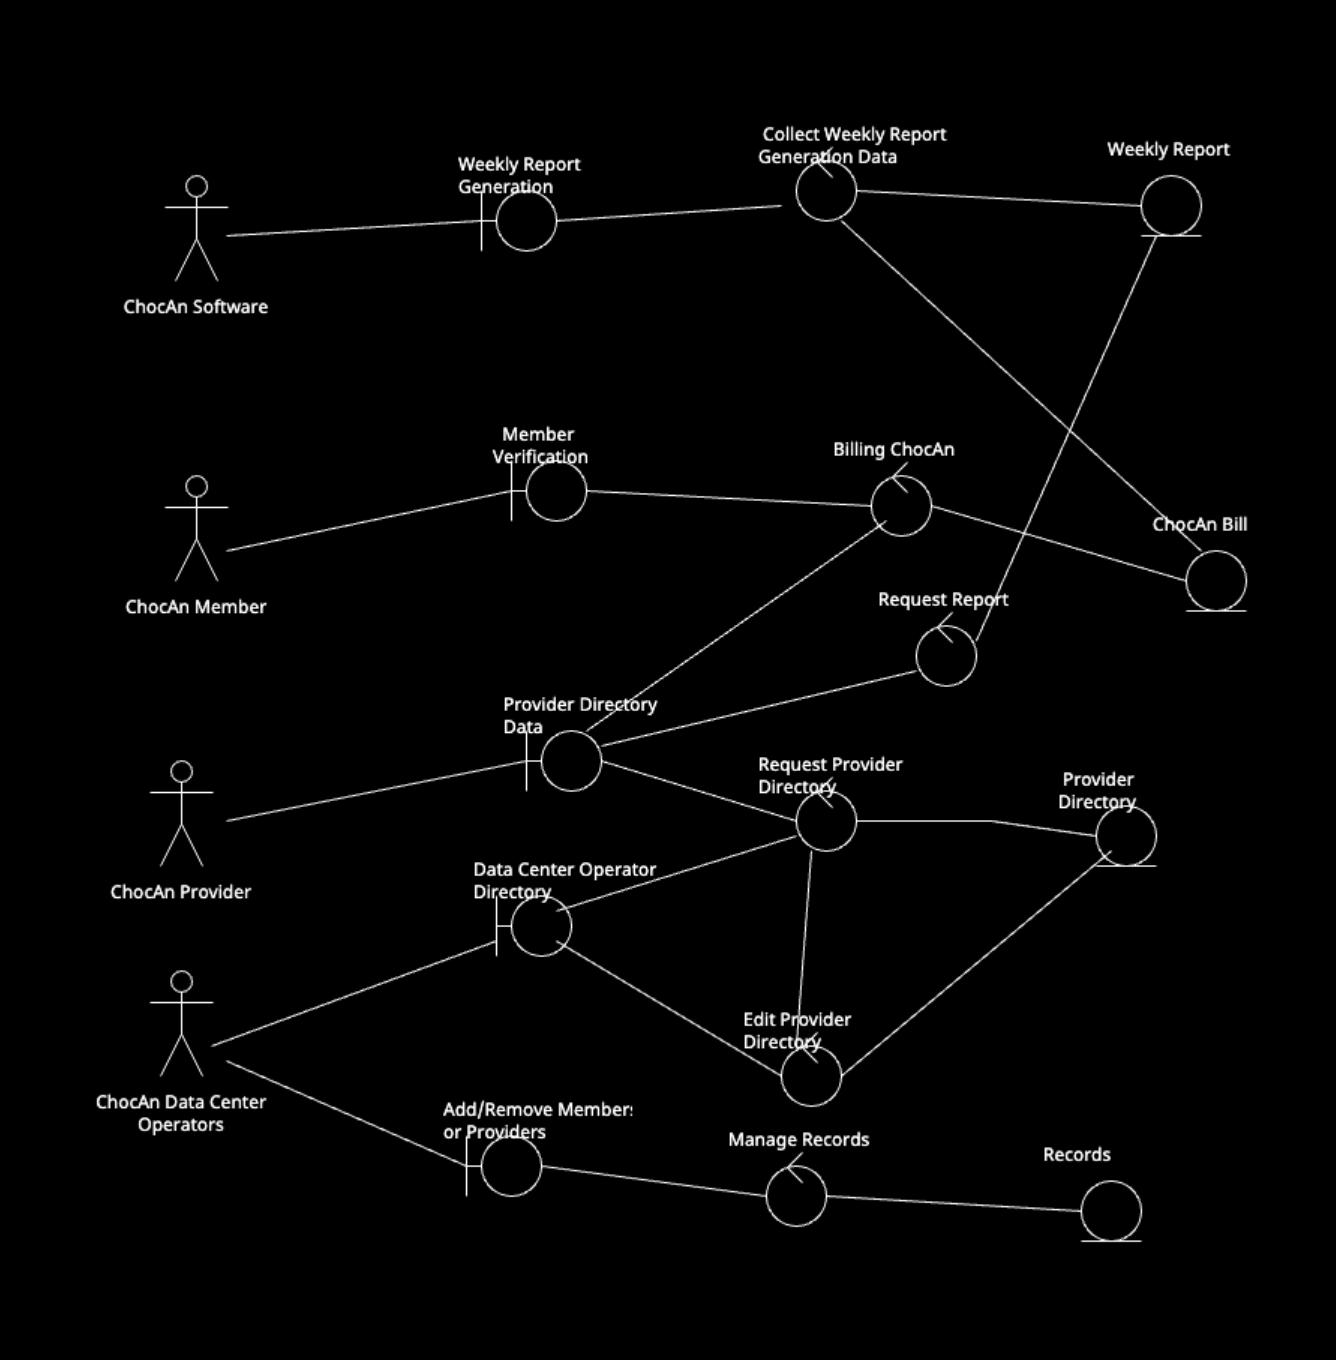 Collect Weekly Report
Generation Data
Weekly Report
Weekly Report
Generation
ChocAn Software
Member
Verification
Billing ChocAn
ChocAn Bill
ChocAn Member
Request Report
Provider Directory
Data
Request Provider
Directory
Provider
Directory
ChocAn Provider
Data Center Operator
Directory
Edit Provider
Directory
ChocAn Data Center
Operators
Add/Remove Members
or Providers
Manage Records
Records